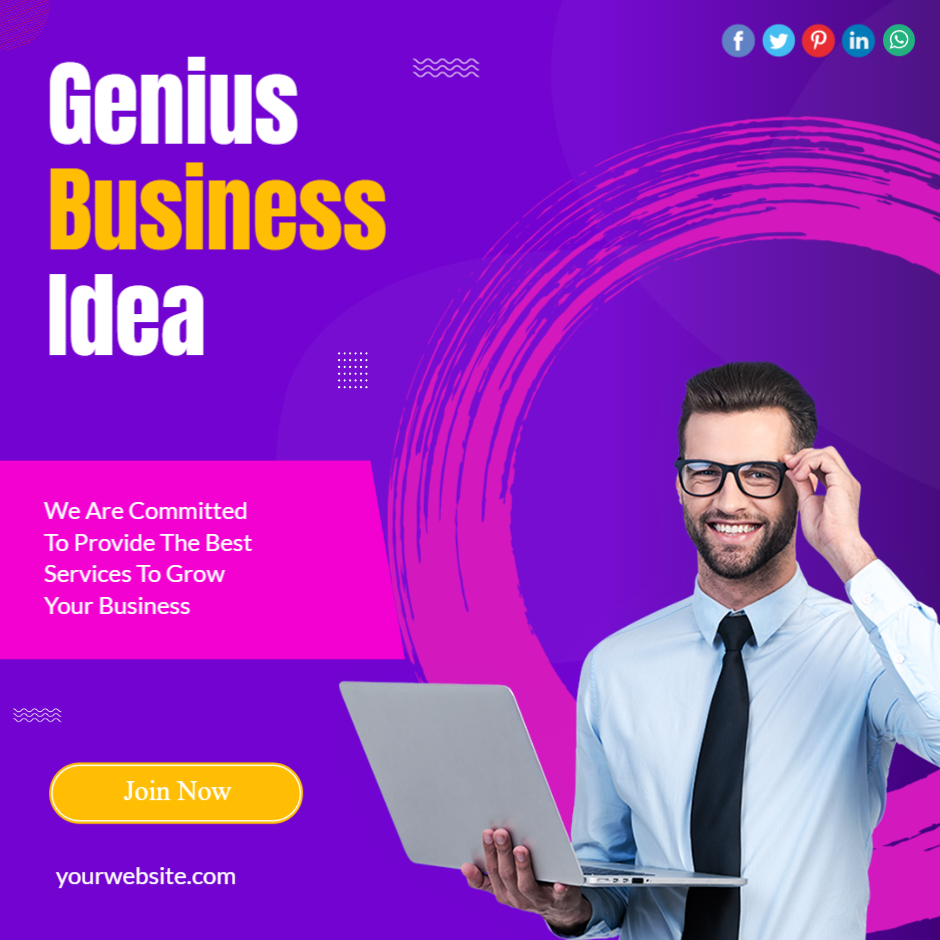 Genius
Business
Idea
We Are Committed
To Provide The Best
Services To Grow
Your Business
Join Now
yourwebsite.com